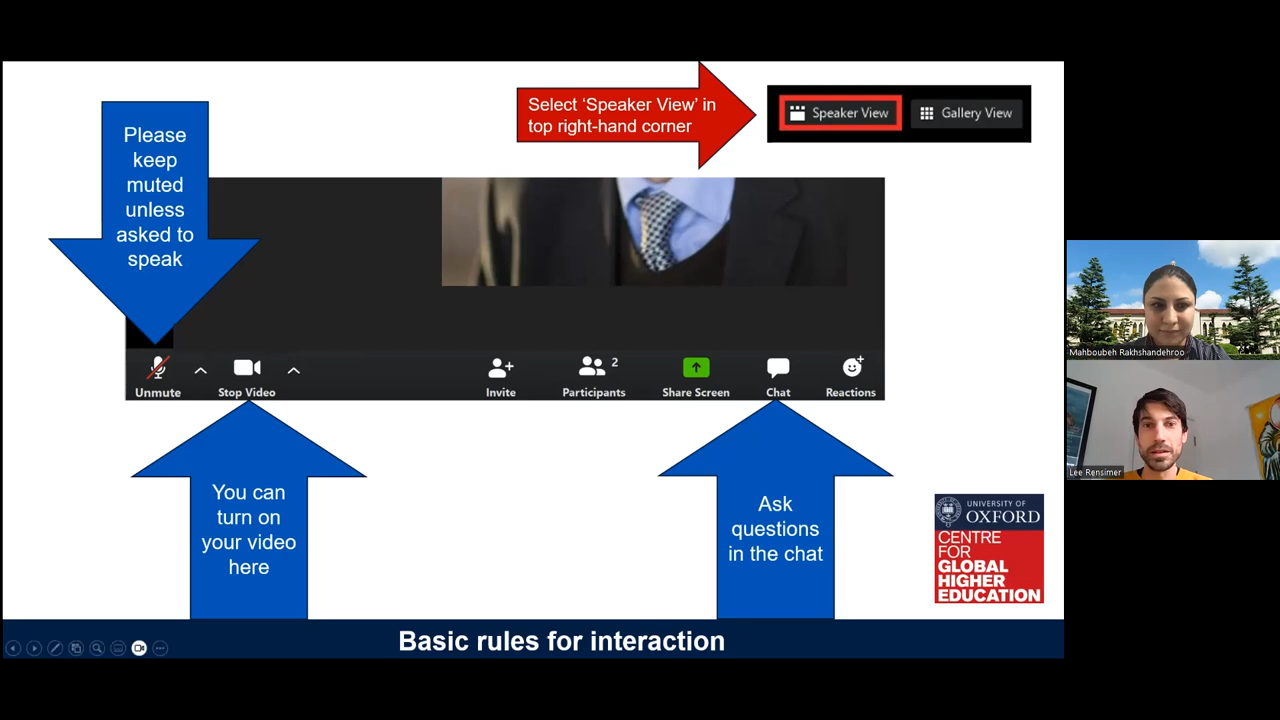 Select 'Speaker View' in
top right-hand corner
Speaker View
Gallery View
Please
keep
muted
unless
asked to
speak
Unmute
Stop Video
Invite
2
Participants
Share Screen
Chat
Reactions
You can
turn on
your video
here
Ask
questions
in the chat
UNIVERSITY OF
OXFORD
CENTRE
FOR
GLOBAL
HIGHER
EDUCATION
Basic rules for interaction
Mahboubeh Rakhshandehroo
Lee Rensimer